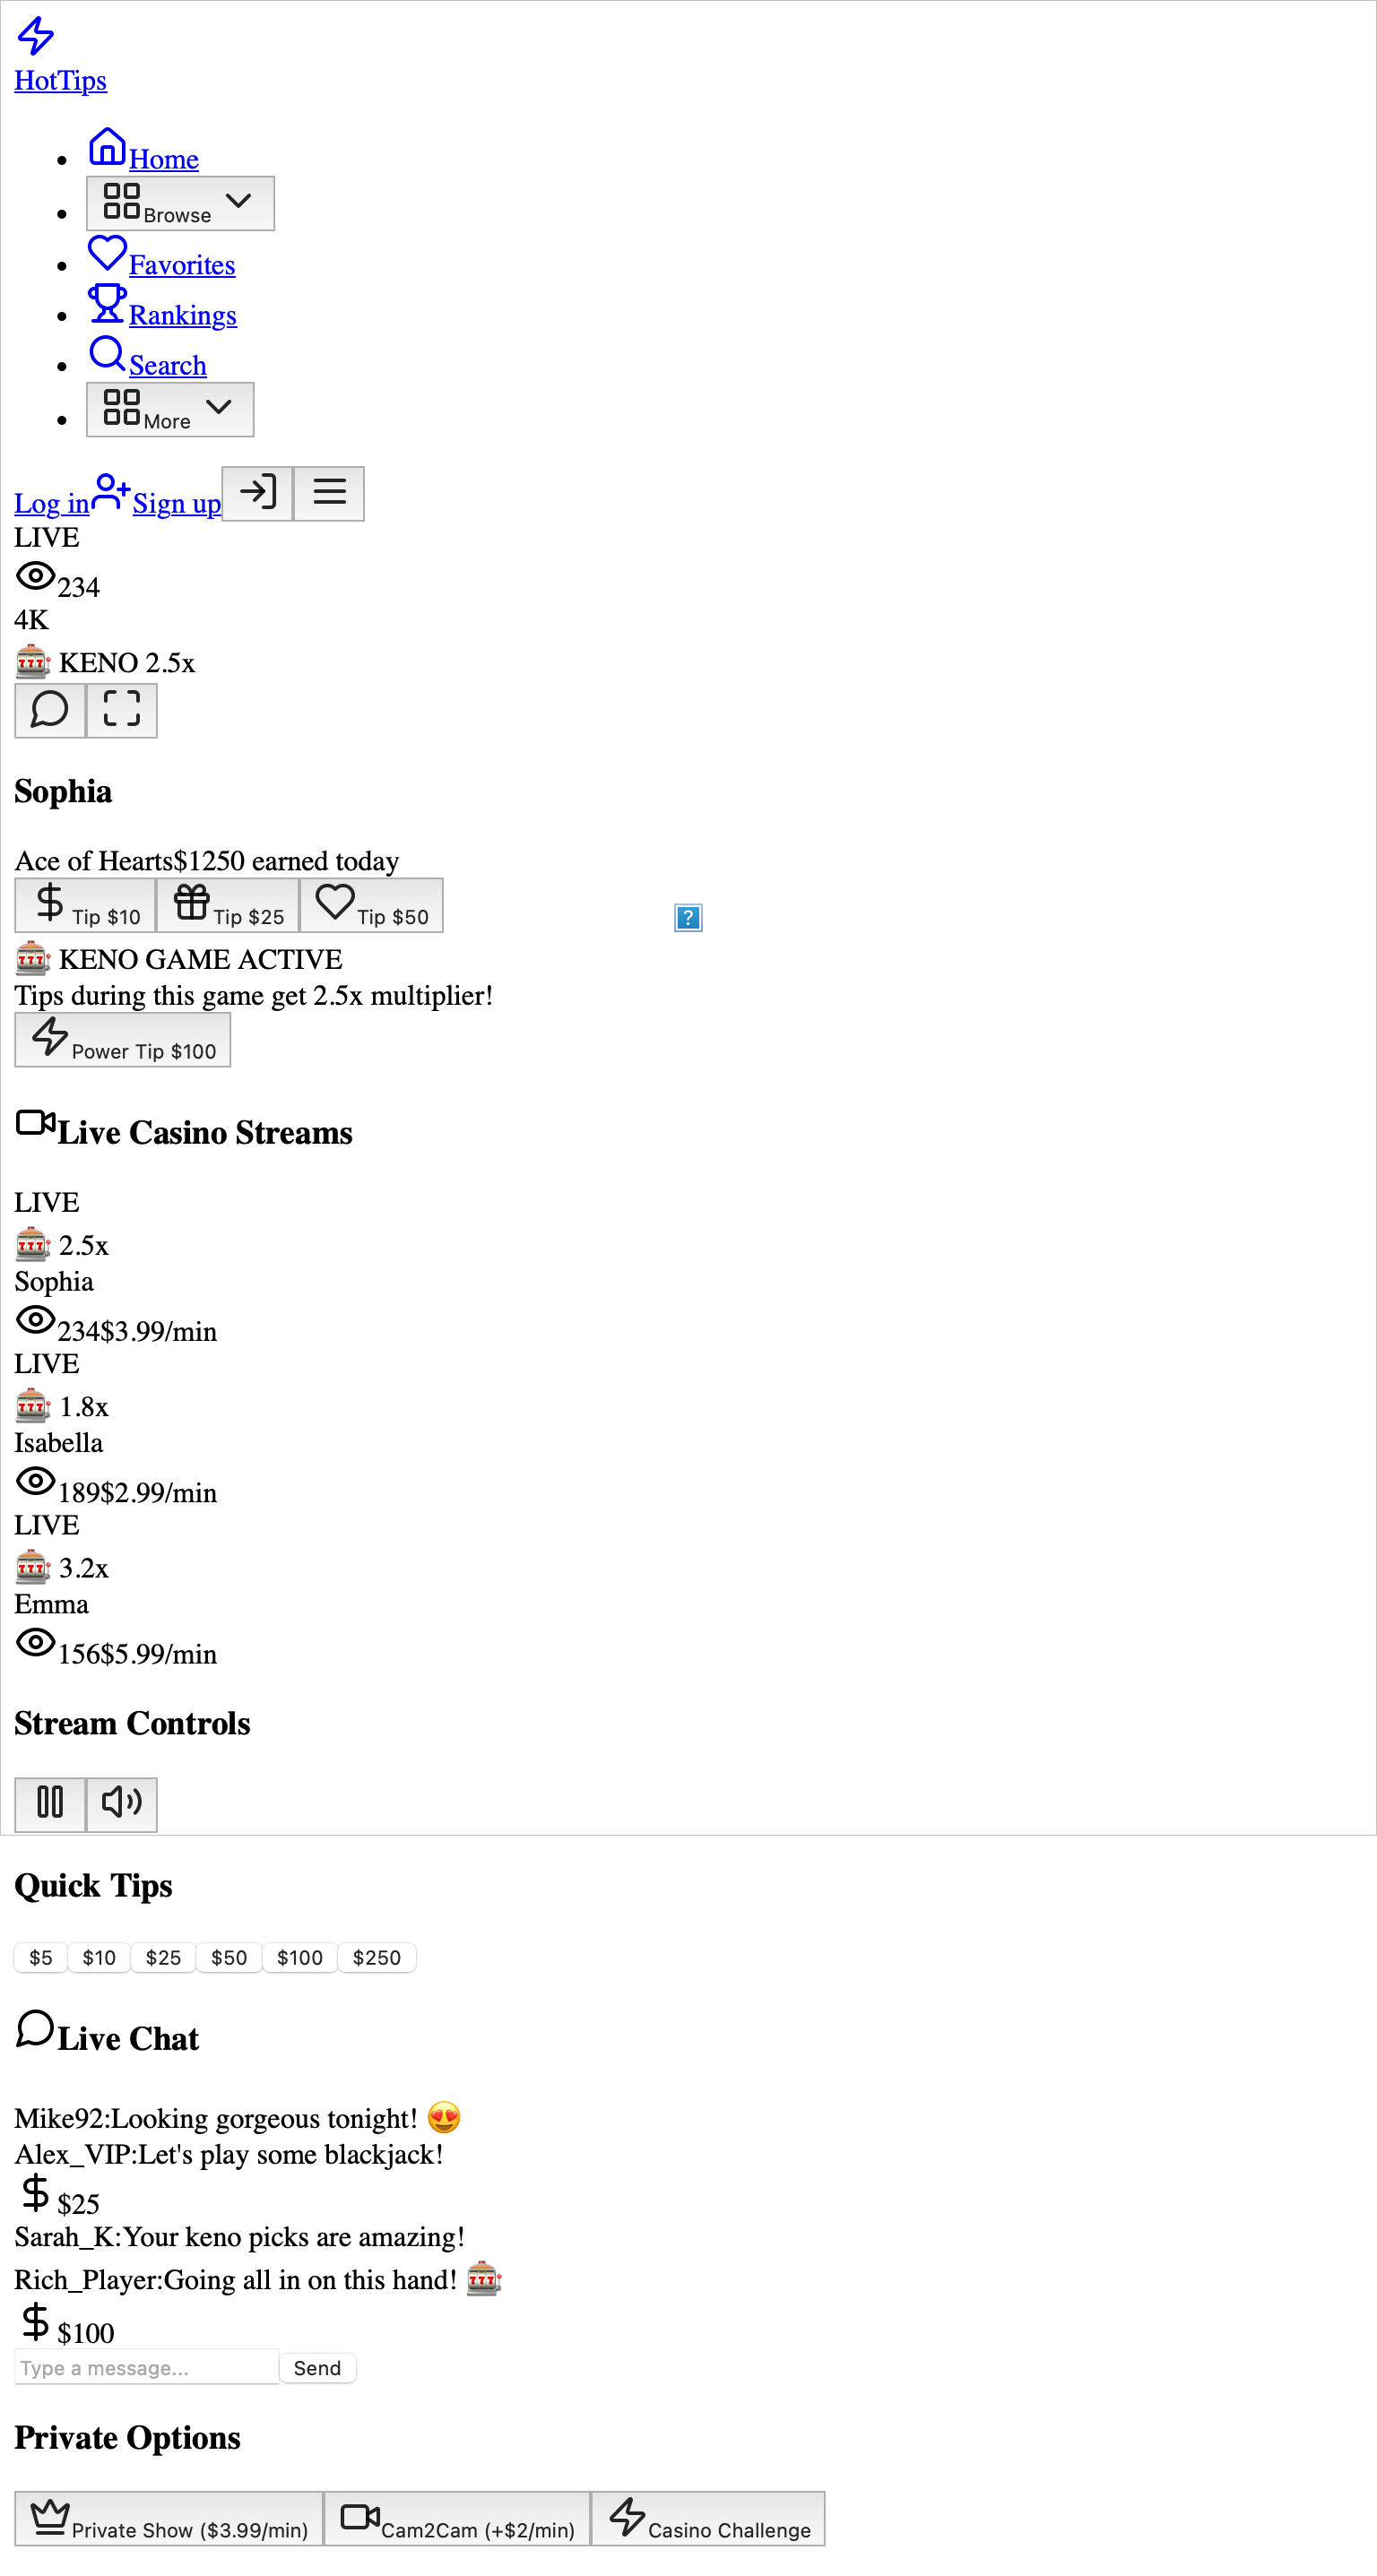 HotTips
Home
Browse
Favorites
Rankings
Search
More
Log in Sign up
LIVE
234
4K
🎰 KENO 2.5x
Sophia
Ace of Hearts$1250 earned today
Tip $10 Tip $25 Tip $50
🎰 KENO GAME ACTIVE
Tips during this game get 2.5x multiplier!
Power Tip $100
Live Casino Streams
LIVE
🎰 2.5x
Sophia
234$3.99/min
LIVE
🎰 1.8x
Isabella
189$2.99/min
LIVE
🎰 3.2x
Emma
156$5.99/min
Stream Controls
Quick Tips
$5 $10 $25 $50 $100 $250
Live Chat
Mike92:Looking gorgeous tonight! 😍
Alex_VIP:Let's play some blackjack!
$25
Sarah_K:Your keno picks are amazing!
Rich_Player:Going all in on this hand! 🎰
$100
Type a message... Send
Private Options
Private Show ($3.99/min) Cam2Cam (+$2/min) Casino Challenge